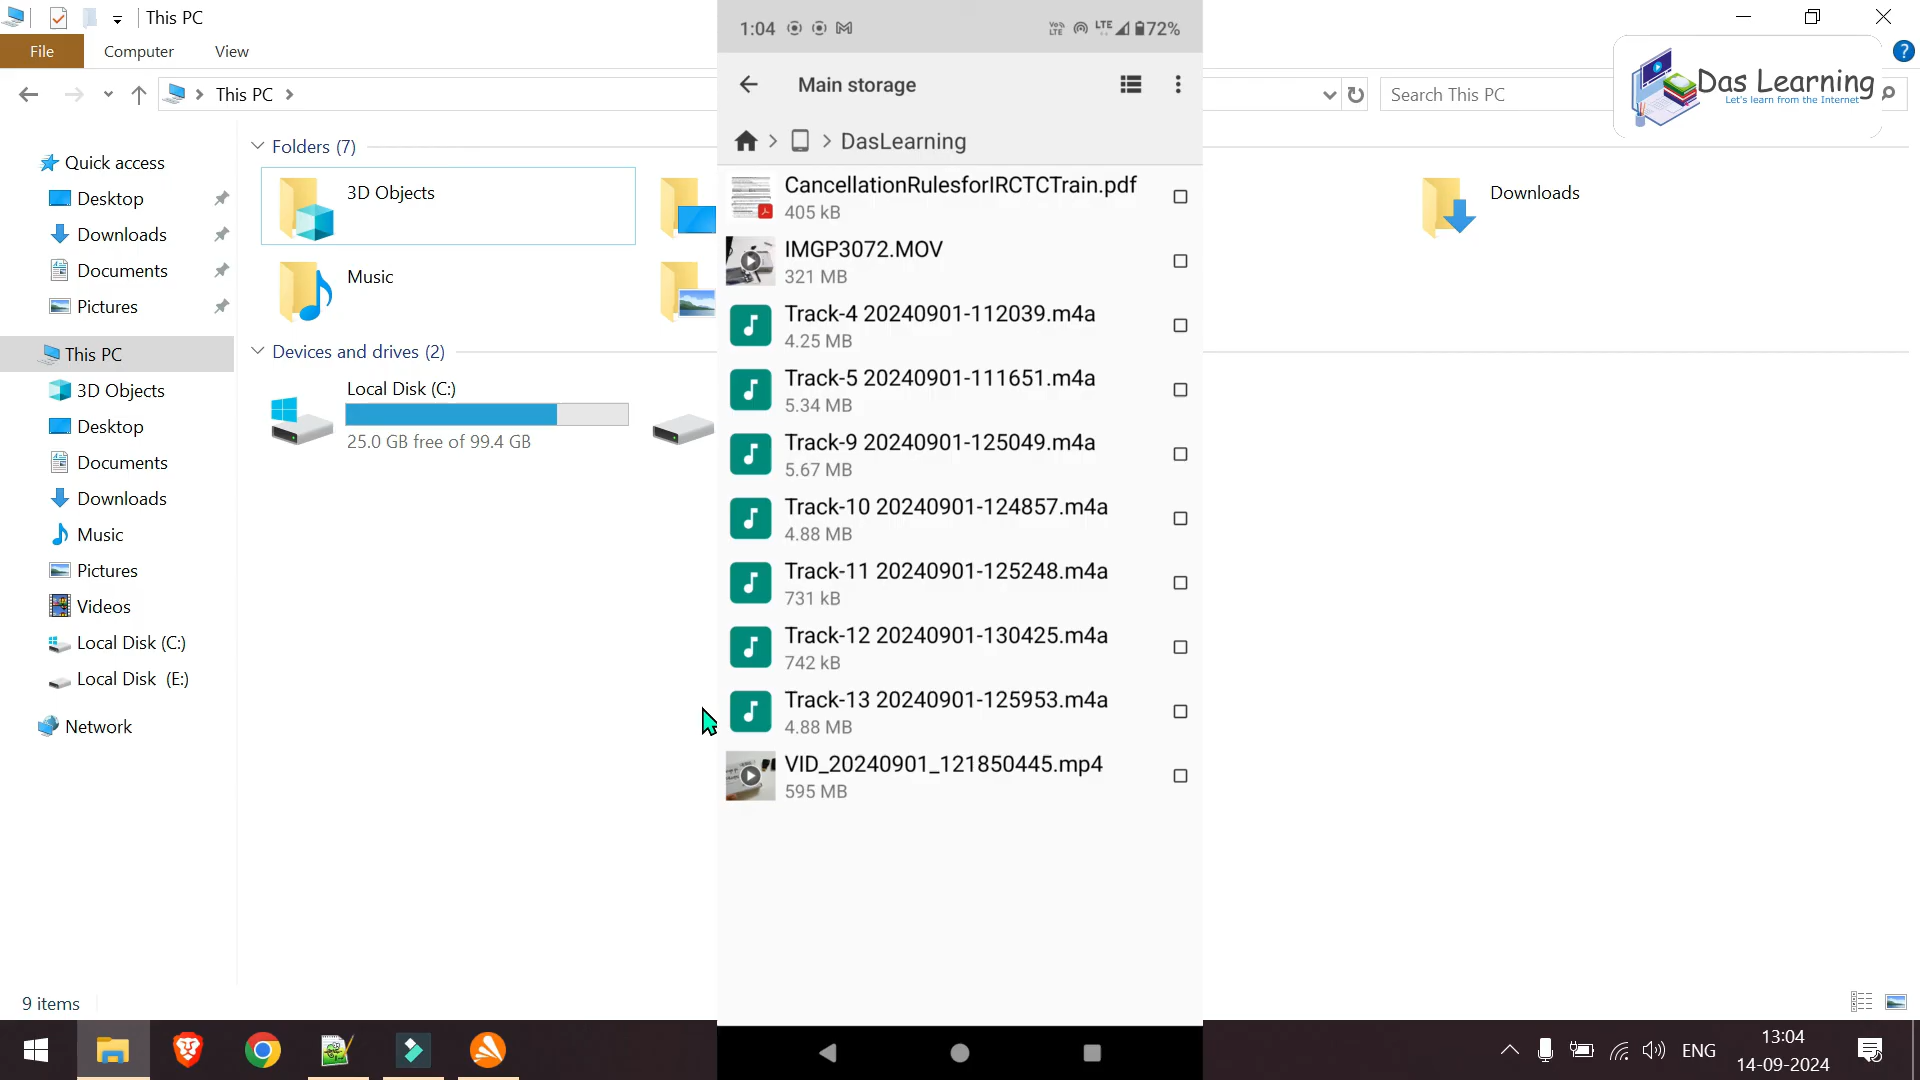 This PC
File
Computer
View
This PC
Search This PC
Das Learning
Let's learn from the Internet
?
Quick access
Desktop
Downloads
Documents
Pictures
This PC
3D Objects
Desktop
Documents
Downloads
Music
Pictures
Videos
Local Disk (C:)
Local Disk (E:)
Network
Folders (7)
3D Objects
Music
Downloads
Devices and drives (2)
Local Disk (C:)
25.0 GB free of 99.4 GB
1:04
VoD LTE
LTE
72%
Main storage
DasLearning
CancellationRulesforIRCTCTrain.pdf
405 kB
IMGP3072.MOV
321 MB
Track-4 20240901-112039.m4a
4.25 MB
Track-5 20240901-111651.m4a
5.34 MB
Track-9 20240901-125049.m4a
5.67 MB
Track-10 20240901-124857.m4a
4.88 MB
Track-11 20240901-125248.m4a
731 kB
Track-12 20240901-130425.m4a
742 kB
Track-13 20240901-125953.m4a
4.88 MB
VID_20240901_121850445.mp4
595 MB
9 items
ENG
13:04
14-09-2024